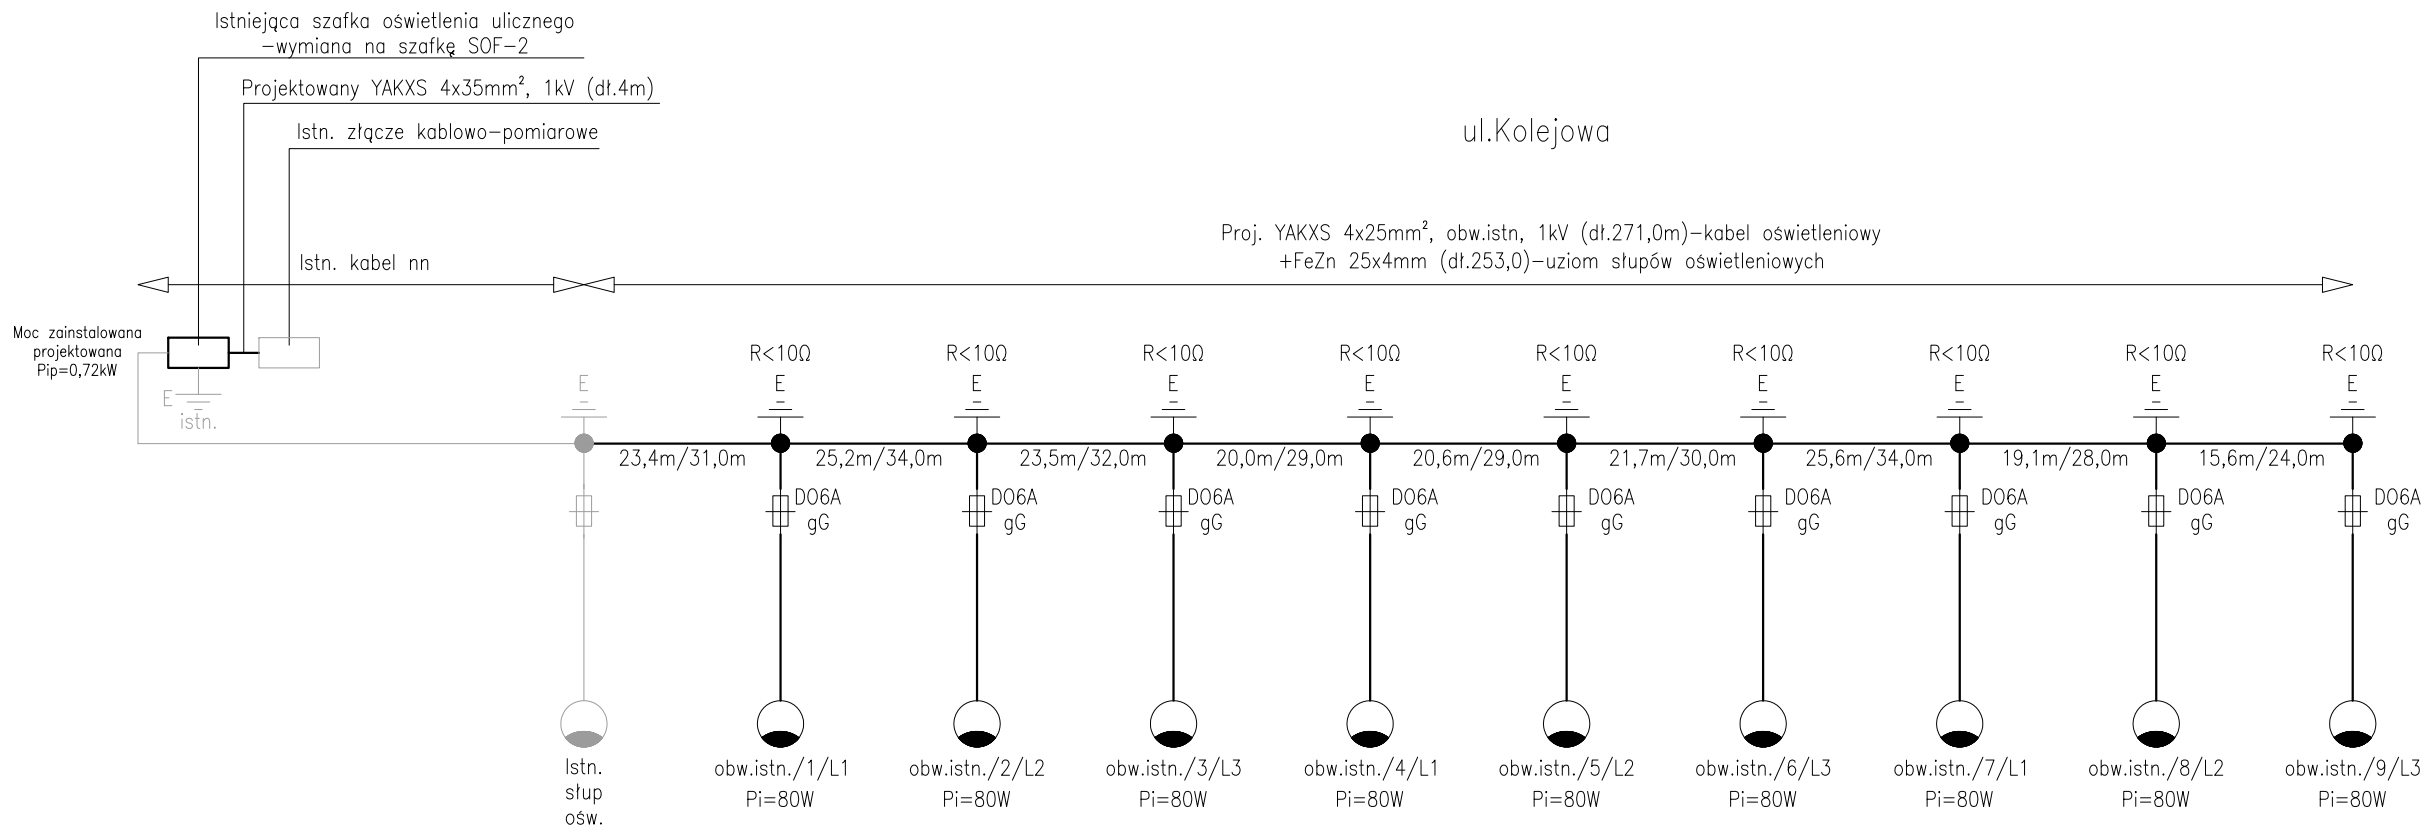 Istniejąca szafka oświetlenia ulicznego
-wymiana na szafkę SOF-2
Projektowany YAKXS 4x35mm², 1kV (dł.4m)
Istn. złącze kablowo-pomiarowe
ul.Kolejowa
Proj. YAKXS 4x25mm², obw.istn, 1kV (dł.271,0m)-kabel oświetleniowy
+FeZn 25x4mm (dł.253,0)-uziom słupów oświetleniowych
Istn. kabel nn
Moc zainstalowana
projektowana
Pip=0,72kW
E
istn.
R<10Ω R<10Ω R<10Ω R<10Ω R<10Ω R<10Ω R<10Ω R<10Ω R<10Ω
E E E E E E E E E E
23,4m/31,0m 25,2m/34,0m 23,5m/32,0m 20,0m/29,0m 20,6m/29,0m 21,7m/30,0m 25,6m/34,0m 19,1m/28,0m 15,6m/24,0m
D06A D06A D06A D06A D06A D06A D06A D06A D06A
gG gG gG gG gG gG gG gG gG
Istn.
słup
ośw.
obw.istn./1/L1 obw.istn./2/L2 obw.istn./3/L3 obw.istn./4/L1 obw.istn./5/L2 obw.istn./6/L3 obw.istn./7/L1 obw.istn./8/L2 obw.istn./9/L3
Pi=80W Pi=80W Pi=80W Pi=80W Pi=80W Pi=80W Pi=80W Pi=80W Pi=80W